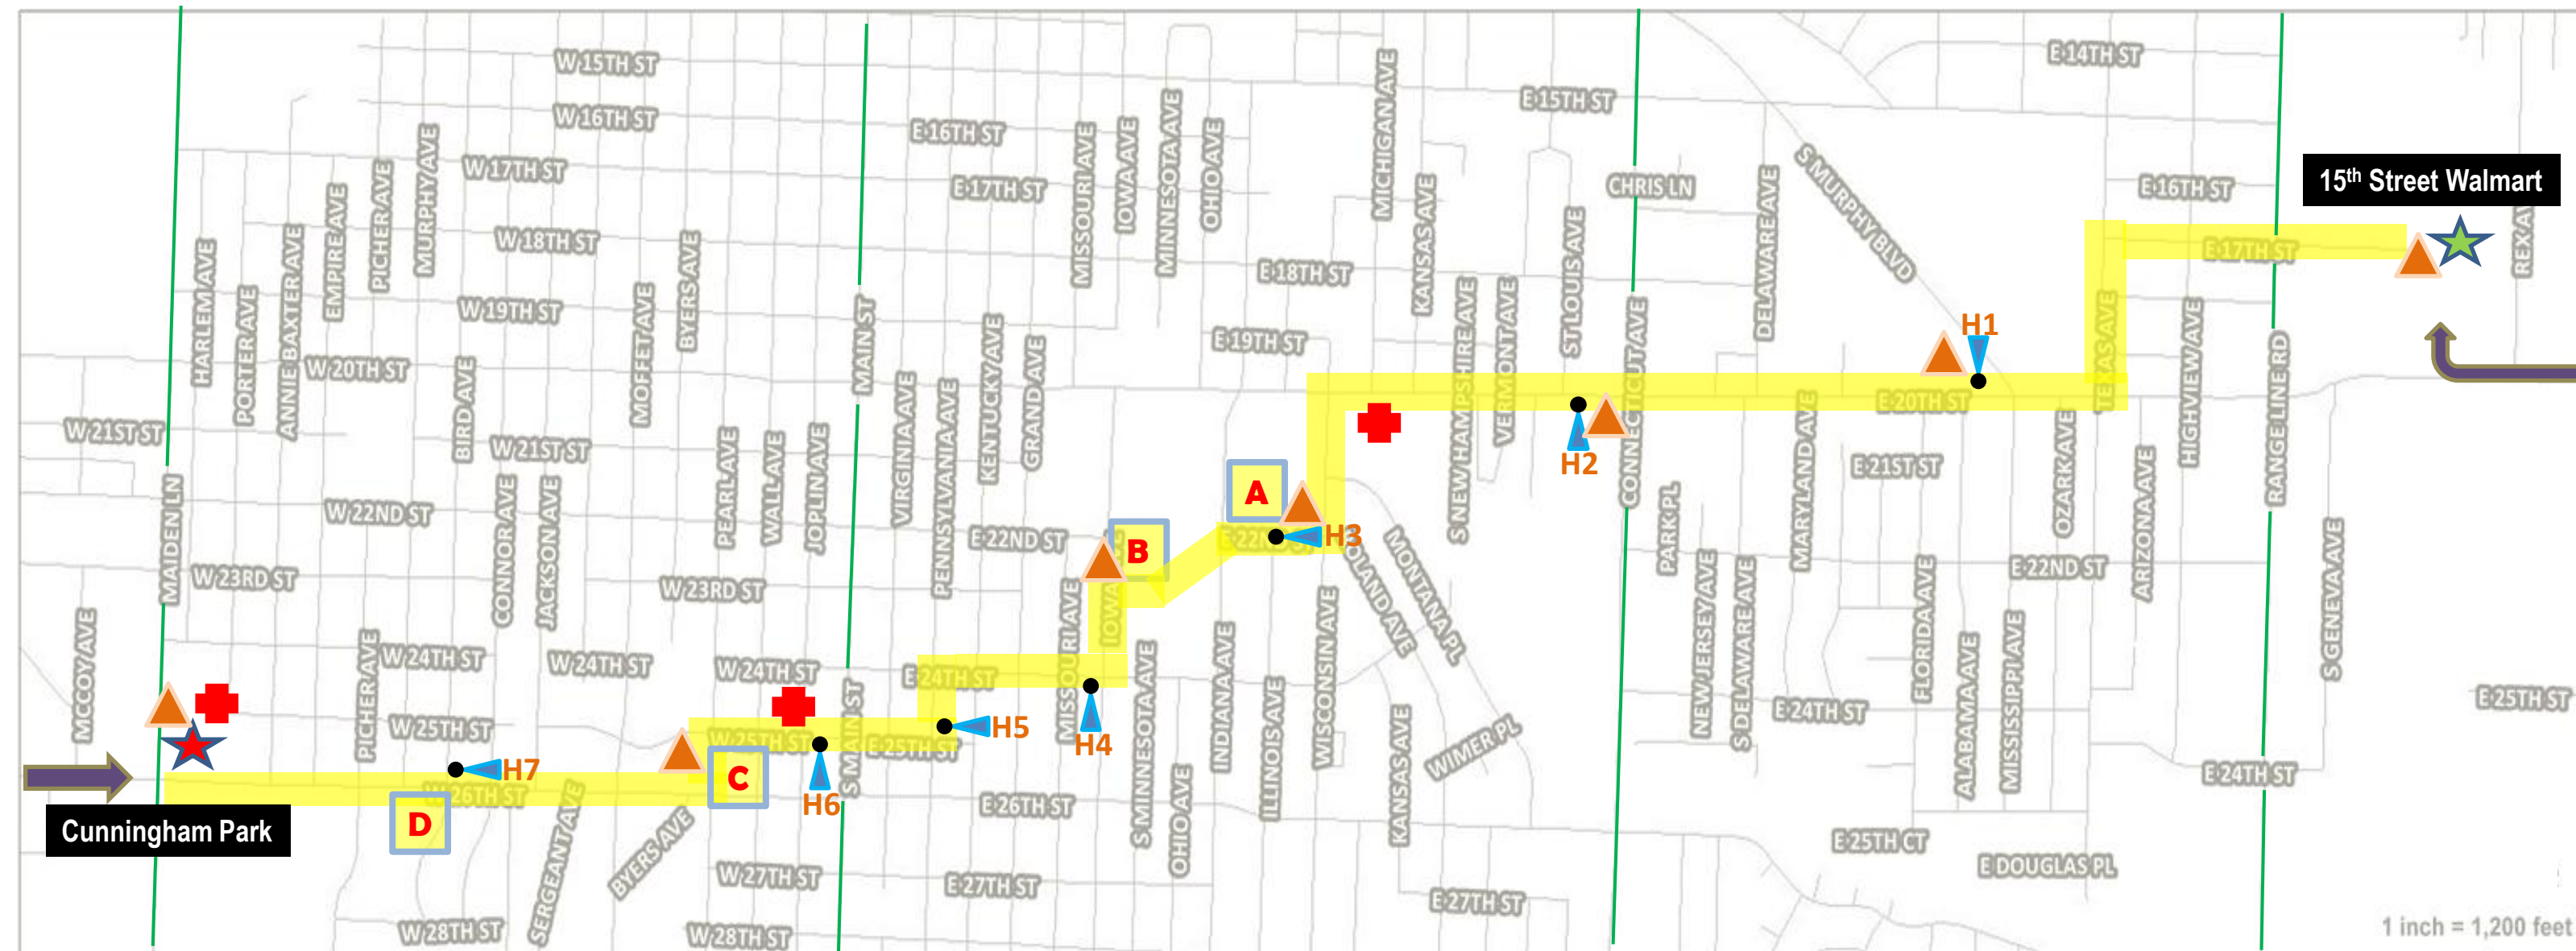 W 15TH ST
E 14TH ST
E 15TH ST
W 16TH ST
E 16TH ST
W 17TH ST
E 17TH ST
CHRIS LN
E 16TH ST
15th Street Walmart
MICHIGAN AVE
MISSOURI AVE
IOWA AVE
MINNESOTA AVE
OHIO AVE
KANSAS AVE
DELAWARE AVE
S MURPHY BLVD
MURPHY AVE
PICHER AVE
EMPIRE AVE
ANNIE BAXTER AVE
HARLEM AVE
PORTER AVE
W 18TH ST
BYERS AVE
E 18TH ST
ST LOUIS AVE
E 17TH ST
W 19TH ST
MOFFET AVE
MAIN ST
E 19TH ST
S NEW HAMPSHIRE AVE
VERMONT AVE
CONNECTICUT AVE
H1
TEXAS AVE
HIGHVIEW AVE
RANGE LINE RD
W 20TH ST
BIRD AVE
KENTUCKY AVE
GRAND AVE
VIRGINIA AVE
PENNSYLVANIA AVE
E 20TH ST
MARYLAND AVE
OZARK AVE
ARIZONA AVE
W 21ST ST
W 21ST ST
PEARL AVE
WALL AVE
JOPLIN AVE
H2
E 21ST ST
MAIDEN LN
CONNOR AVE
JACKSON AVE
W 22ND ST
E 22ND ST
A
H3
B
MONTANA PL
PARK PL
E 22ND ST
S GENEVA AVE
W 23RD ST
W 23RD ST
MISSOURI AVE
WISCONSIN AVE
NEW JERSEY AVE
S DELAWARE AVE
FLORIDA AVE
ALABAMA AVE
MISSISSIPPI AVE
MCCOY AVE
PICHER AVE
W 24TH ST
W 24TH ST
W 24TH ST
E 24TH ST
S MINNESOTA AVE
INDIANA AVE
ILLINOIS AVE
E 24TH ST
E 25TH ST
W 25TH ST
W 25TH ST
S MAIN ST
E 25TH ST
H5
H4
OHIO AVE
KANSAS AVE
WIMER PL
E 24TH ST
H7
C
H6
W 26TH ST
E 26TH ST
Cunningham Park
D
SERGEANT AVE
BYERS AVE
E 25TH CT
E DOUGLAS PL
W 27TH ST
E 27TH ST
E 27TH ST
W 28TH ST
W 28TH ST
1 inch = 1,200 feet